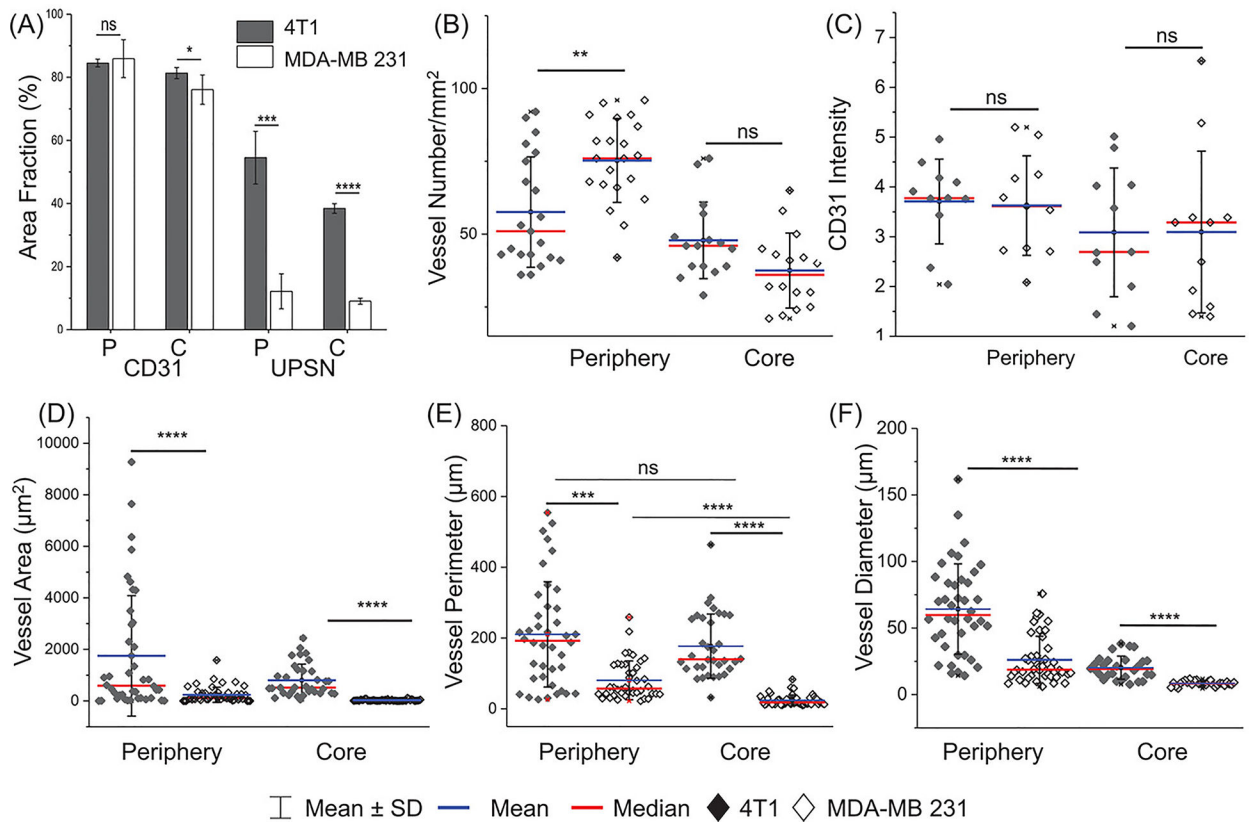 (A)
ns
*
***
****
4T1
MDA-MB 231
Area Fraction (%)
100
80
60
40
20
0
P C P C
CD31 UPSN
(B)
**
ns
Vessel Number/mm²
100
50
Periphery Core
(C)
ns
ns
CD31 Intensity
7
6
5
4
3
2
1
Periphery Core
(D)
****
****
Vessel Area (µm²)
10000
8000
6000
4000
2000
0
Periphery Core
(E)
ns
***
****
****
Vessel Perimeter (µm)
800
600
400
200
0
Periphery Core
(F)
****
****
Vessel Diameter (µm)
200
150
100
50
0
Periphery Core
Mean ± SD Mean Median 4T1 MDA-MB 231